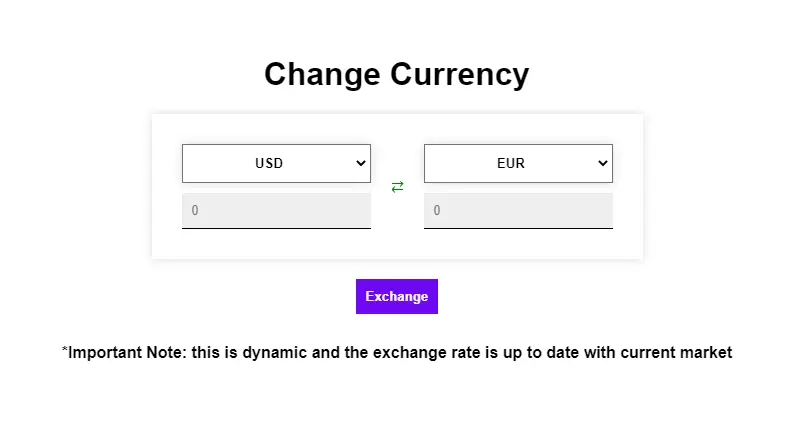 Change Currency
USD EUR
0 ⇄ 0
Exchange
*Important Note: this is dynamic and the exchange rate is up to date with current market